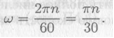 ω = 2πn/60 = πn/30.